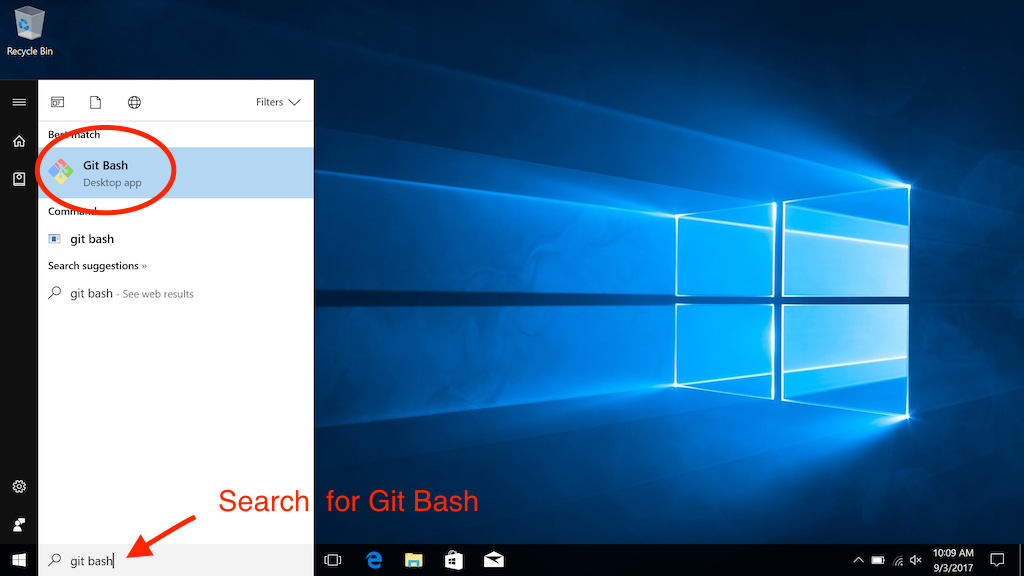 Recycle Bin
Filters
Best match
Git Bash
Desktop app
Command
git bash
Search suggestions »
git bash - See web results
Search for Git Bash
git bash
10:09 AM
9/3/2017